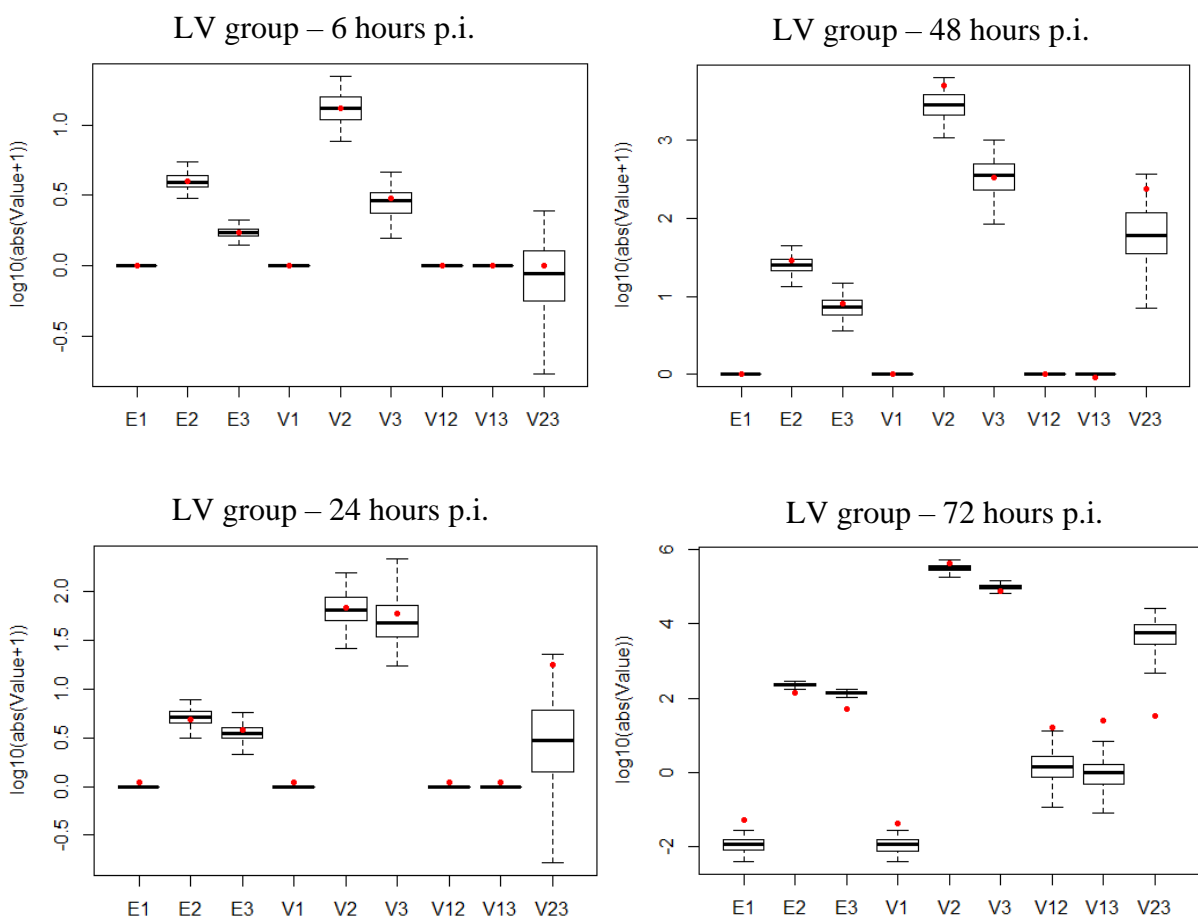 LV group – 6 hours p.i.
log10(abs(Value+1))
1.0
0.5
0.0
-0.5
E1 E2 E3 V1 V2 V3 V12 V13 V23
LV group – 48 hours p.i.
log10(abs(Value+1))
3
2
1
0
E1 E2 E3 V1 V2 V3 V12 V13 V23
LV group – 24 hours p.i.
log10(abs(Value+1))
2.0
1.5
1.0
0.5
0.0
-0.5
E1 E2 E3 V1 V2 V3 V12 V13 V23
LV group – 72 hours p.i.
log10(abs(Value))
6
4
2
0
-2
E1 E2 E3 V1 V2 V3 V12 V13 V23